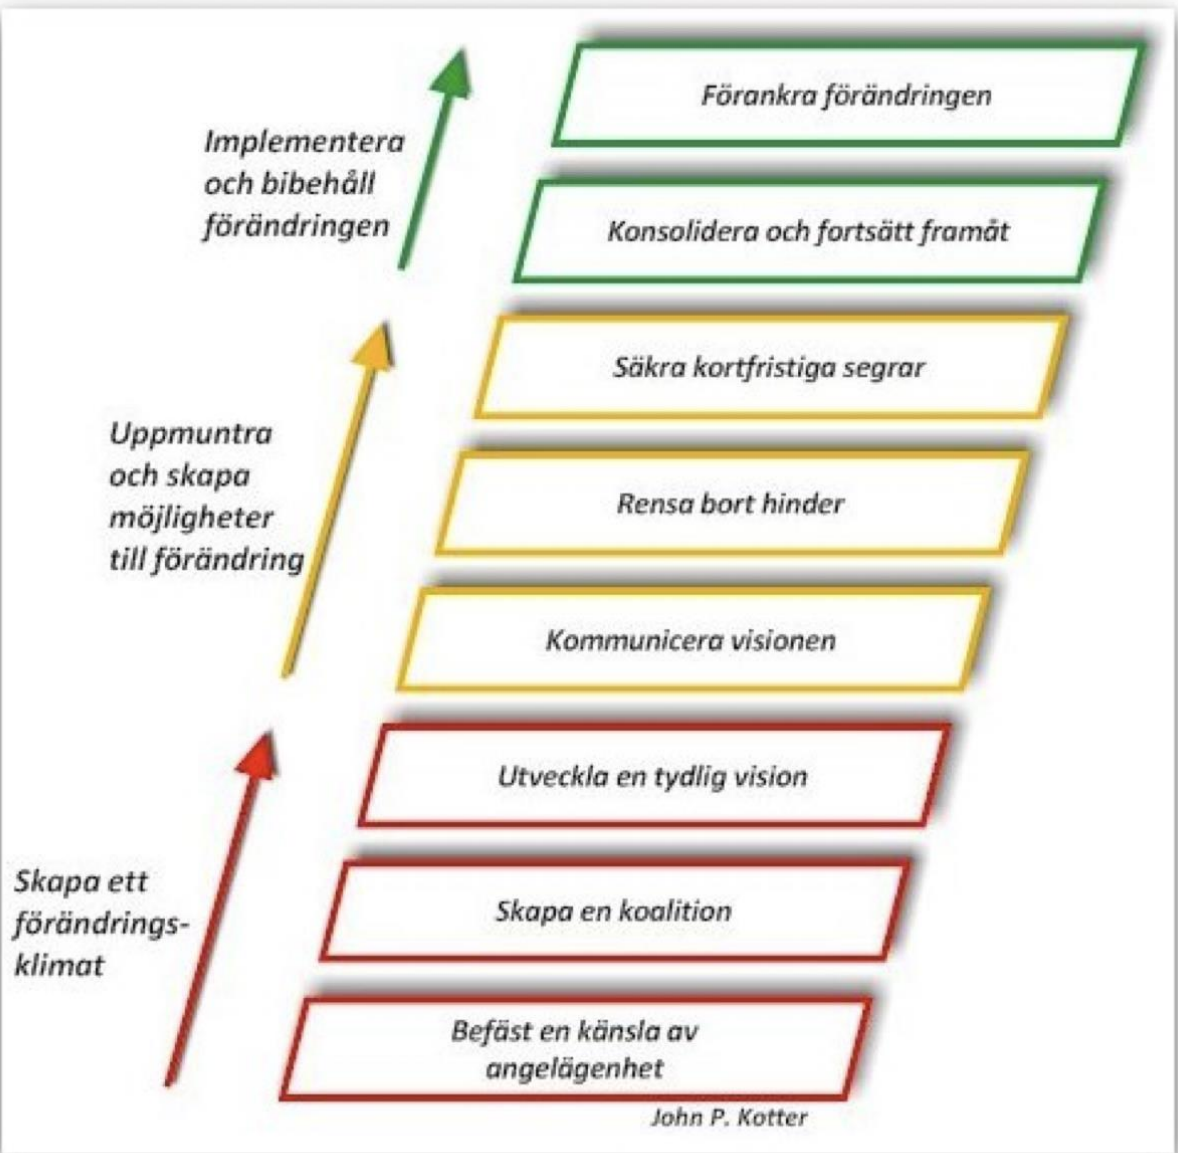 Förankra förändringen
Implementera
och bibehåll
förändringen
Konsolidera och fortsätt framåt
Säkra kortfristiga segrar
Uppmuntra
och skapa
möjligheter
till förändring
Rensa bort hinder
Kommunicera visionen
Utveckla en tydlig vision
Skapa ett
förändrings-
klimat
Skapa en koalition
Befäst en känsla av
angelägenhet
John P. Kotter